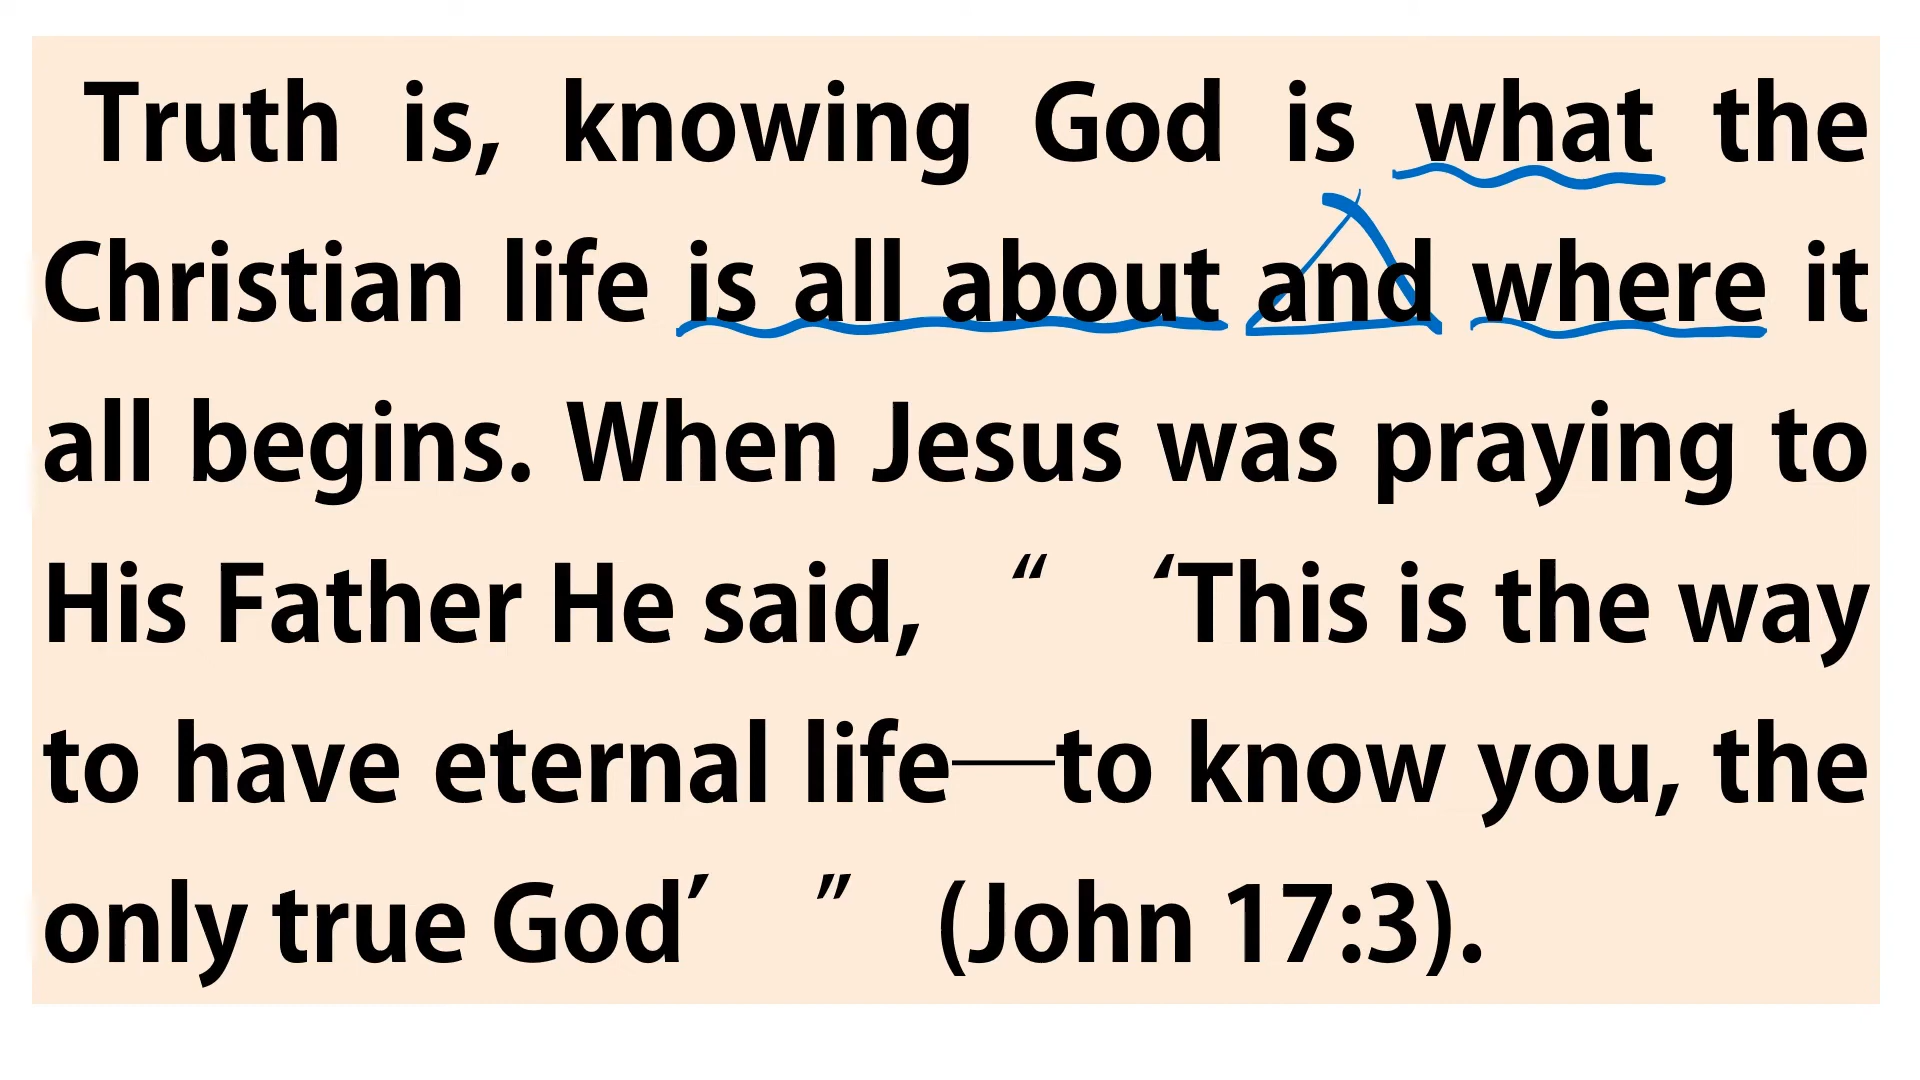 Truth is, knowing God is what the
Christian life is all about and where it
all begins. When Jesus was praying to
His Father He said, “ ‘This is the way
to have eternal life—to know you, the
only true God’ ” (John 17:3).